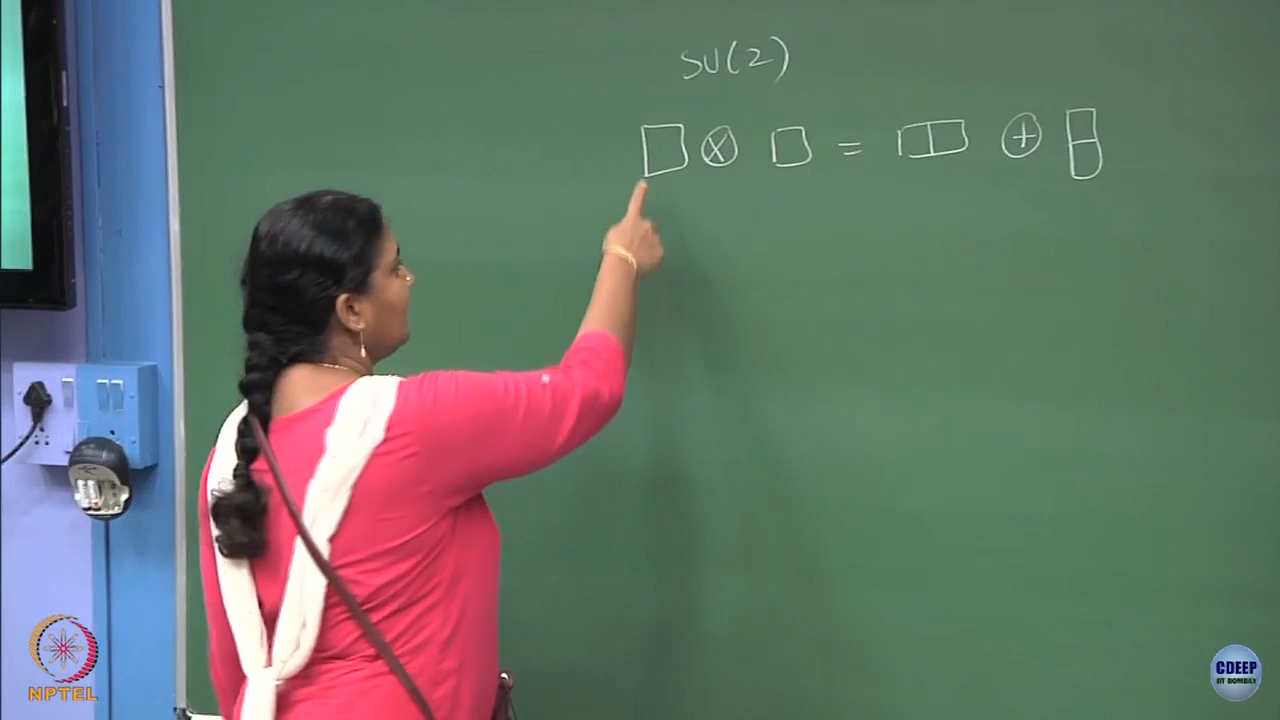 SU(2)
□ ⊗ □ = □□ ⊕ 
NPTEL
CDEEP
IIT BOMBAY